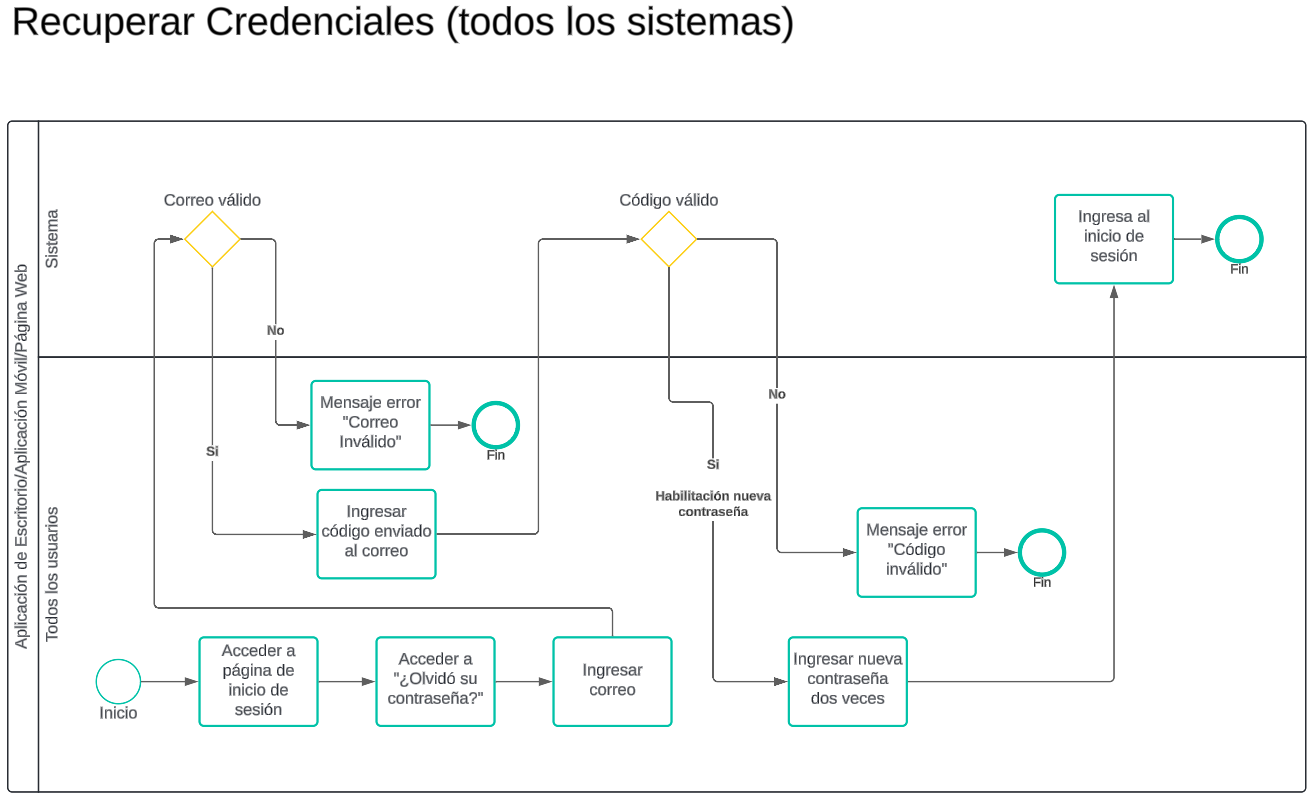 Recuperar Credenciales (todos los sistemas)
Aplicación de Escritorio/Aplicación Móvil/Página Web
Sistema
Correo válido
No
Si
Código válido
No
Si
Habilitación nueva
contraseña
Ingresa al
inicio de
sesión
Fin
Todos los usuarios
Mensaje error
"Correo
Inválido"
Fin
Ingresar
código enviado
al correo
Mensaje error
"Código
inválido"
Fin
Inicio
Acceder a
página de
inicio de
sesión
Acceder a
"¿Olvidó su
contraseña?"
Ingresar
correo
Ingresar nueva
contraseña
dos veces